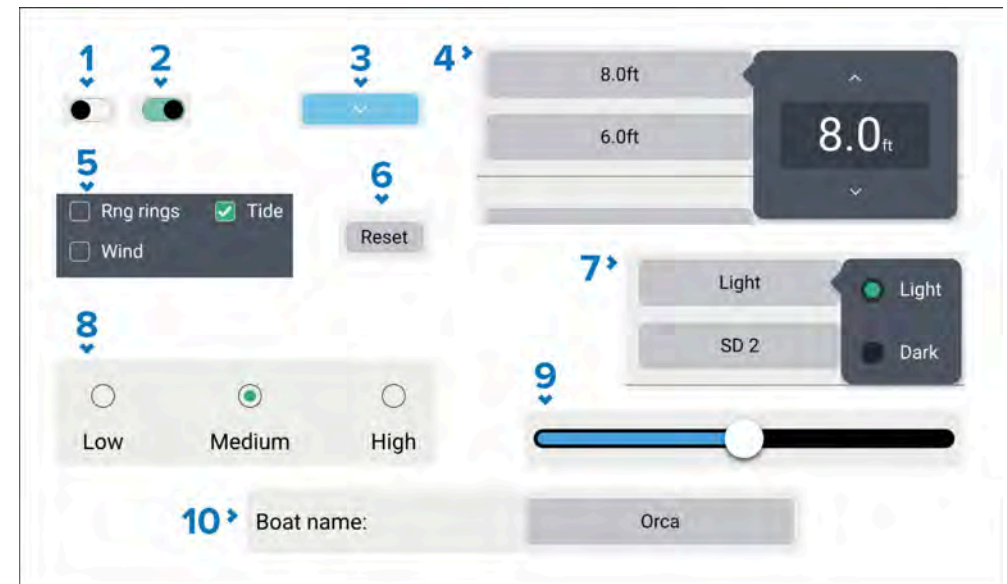 1
2
3
4
8.0ft
6.0ft
8.0ft
5
Rng rings
Tide
Wind
6
Reset
7
Light
SD 2
Light
Dark
8
Low
Medium
High
9
10
Boat name:
Orca